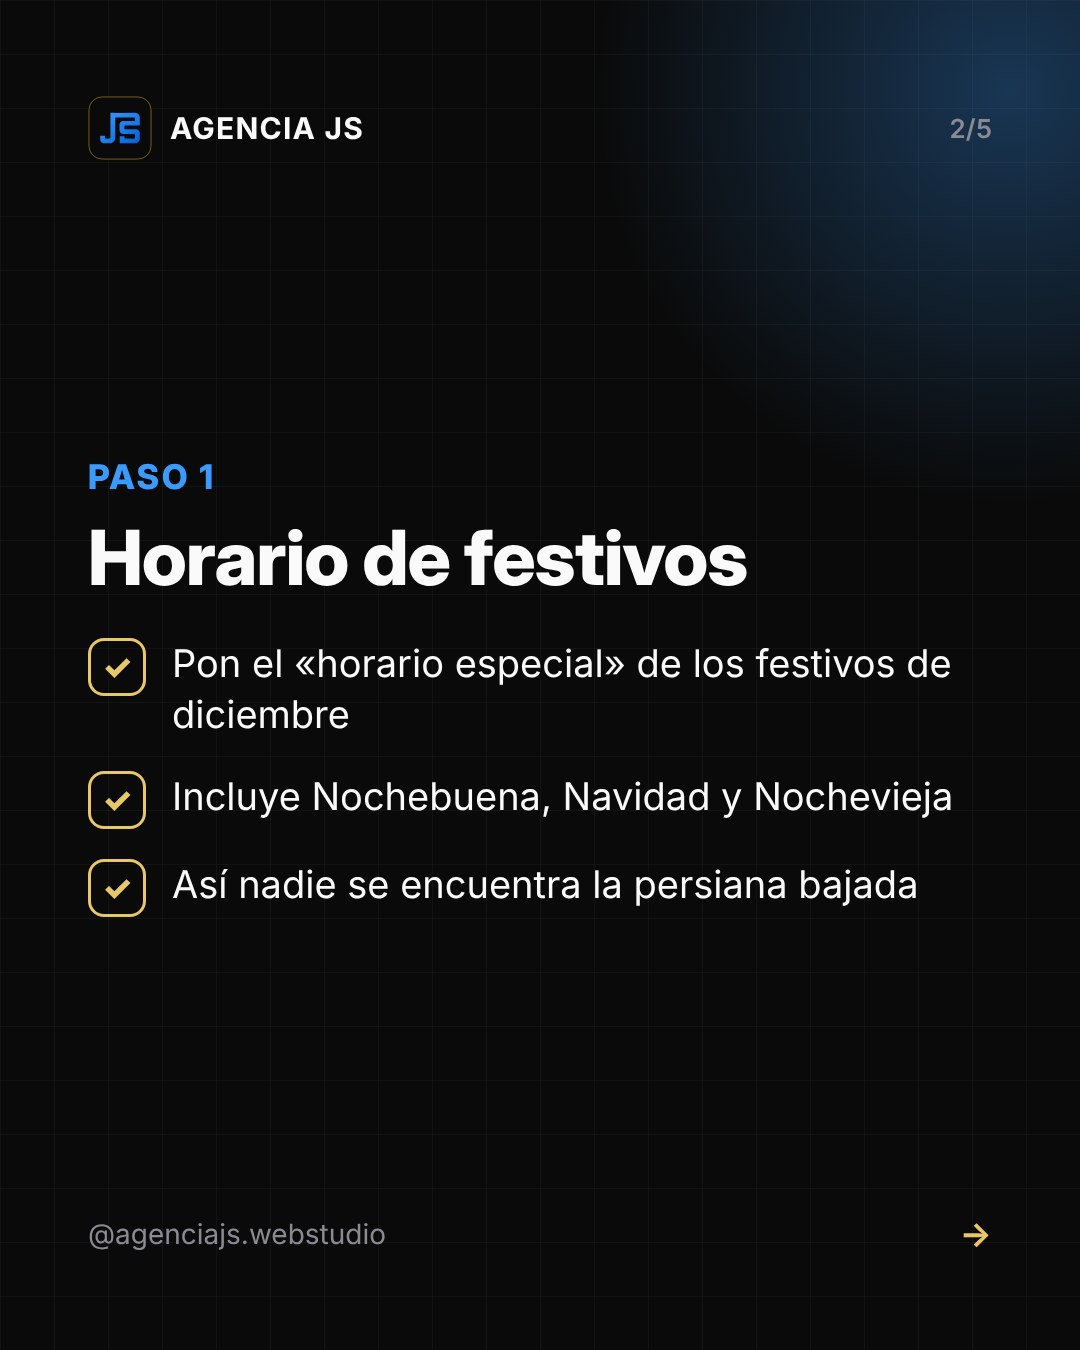 JS AGENCIA JS
2/5
PASO 1
Horario de festivos
Pon el «horario especial» de los festivos de
diciembre
Incluye Nochebuena, Navidad y Nochevieja
Así nadie se encuentra la persiana bajada
@agenciajs.webstudio